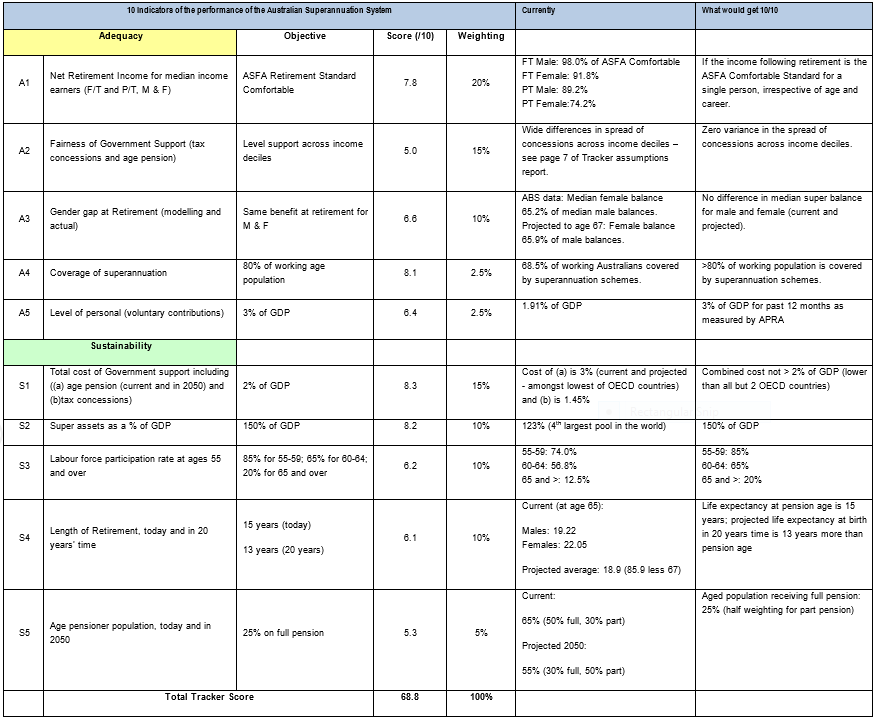 10 Indicators of the performance of the Australian Superannuation System
Currently
What would get 10/10
Adequacy
Objective
Score (/10)
Weighting
A1
Net Retirement Income for median income
earners (F/T and P/T, M & F)
ASFA Retirement Standard
Comfortable
7.8
20%
FT Male: 98.0% of ASFA Comfortable
FT Female: 91.8%
PT Male: 89.2%
PT Female:74.2%
If the income following retirement is the
ASFA Comfortable Standard for a
single person, irrespective of age and
career.
A2
Fairness of Government Support (tax
concessions and age pension)
Level support across income
deciles
5.0
15%
Wide differences in spread of
concessions across income deciles –
see page 7 of Tracker assumptions
report.
Zero variance in the spread of
concessions across income deciles.
A3
Gender gap at Retirement (modelling and
actual)
Same benefit at retirement for
M & F
6.6
10%
ABS data: Median female balance
65.2% of median male balances.
Projected to age 67: Female balance
65.9% of male balances.
No difference in median super balance
for male and female (current and
projected).
A4
Coverage of superannuation
80% of working age
population
8.1
2.5%
68.5% of working Australians covered
by superannuation schemes.
>80% of working population is covered
by superannuation schemes.
A5
Level of personal (voluntary contributions)
3% of GDP
6.4
2.5%
1.91% of GDP
3% of GDP for past 12 months as
measured by APRA
Sustainability
S1
Total cost of Government support including
((a) age pension (current and in 2050) and
(b)tax concessions)
2% of GDP
8.3
15%
Cost of (a) is 3% (current and projected
- amongst lowest of OECD countries)
and (b) is 1.45%
Combined cost not > 2% of GDP (lower
than all but 2 OECD countries)
S2
Super assets as a % of GDP
150% of GDP
8.2
10%
123% (4th largest pool in the world)
150% of GDP
S3
Labour force participation rate at ages 55
and over
85% for 55-59; 65% for 60-64;
20% for 65 and over
6.2
10%
55-59: 74.0%
60-64: 56.8%
65 and >: 12.5%
55-59: 85%
60-64: 65%
65 and >: 20%
S4
Length of Retirement, today and in 20
years' time
15 years (today)
13 years (20 years)
6.1
10%
Current (at age 65):
Males: 19.22
Females: 22.05
Projected average: 18.9 (85.9 less 67)
Life expectancy at pension age is 15
years; projected life expectancy at birth
in 20 years time is 13 years more than
pension age
S5
Age pensioner population, today and in
2050
25% on full pension
5.3
5%
Current:
65% (50% full, 30% part)
Projected 2050:
55% (30% full, 50% part)
Aged population receiving full pension:
25% (half weighting for part pension)
Total Tracker Score
68.8
100%